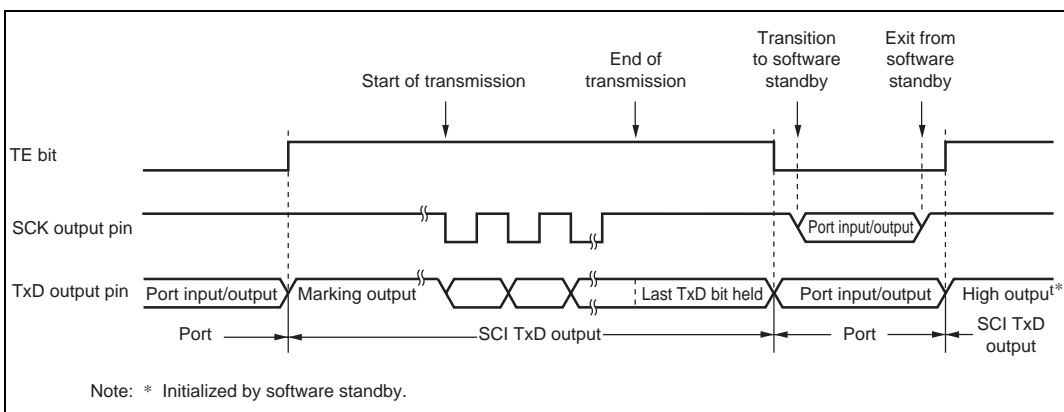 Transition
to software
standby
Exit from
software
standby
End of
transmission
Start of transmission
TE bit
SCK output pin
Port input/output
TxD output pin
Port input/output
Marking output
Last TxD bit held
Port input/output
High output*
Port
SCI TxD output
Port
SCI TxD
output
Note: * Initialized by software standby.